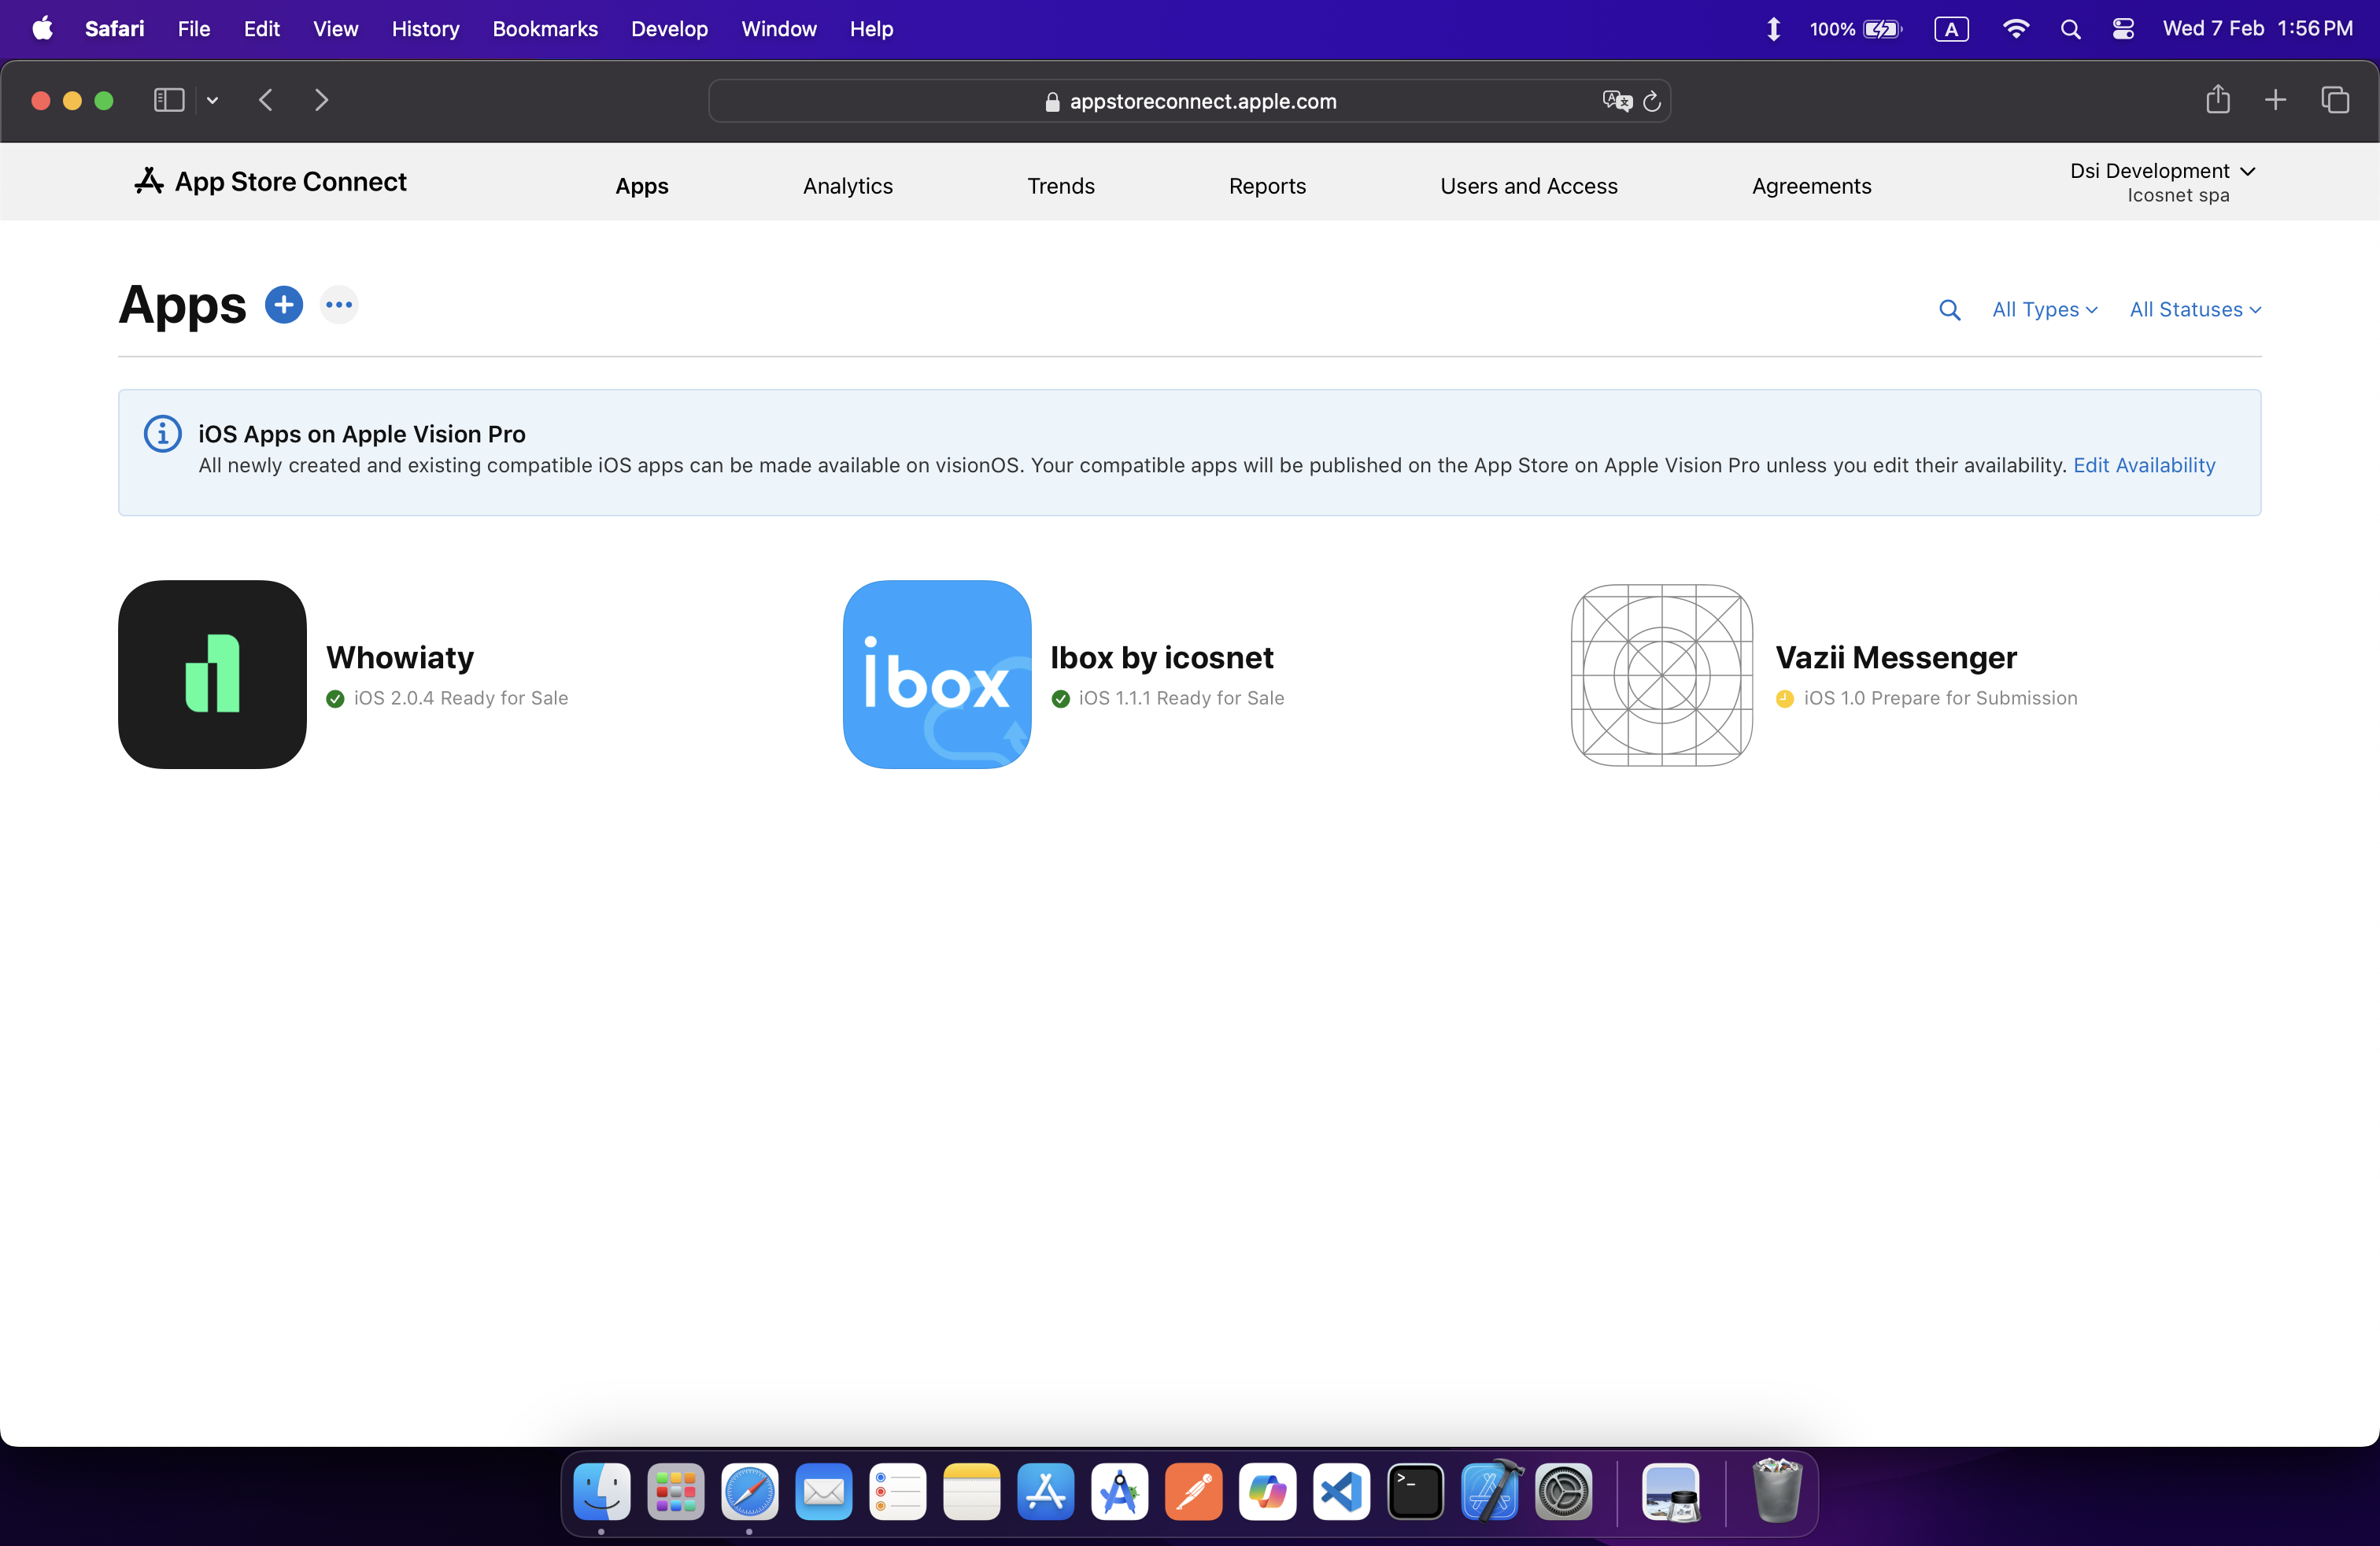 Safari File Edit View History Bookmarks Develop Window Help 100% A Wed 7 Feb 1:56 PM
appstoreconnect.apple.com
App Store Connect Apps Analytics Trends Reports Users and Access Agreements Dsi Development
Icosnet spa
Apps All Types All Statuses
iOS Apps on Apple Vision Pro
All newly created and existing compatible iOS apps can be made available on visionOS. Your compatible apps will be published on the App Store on Apple Vision Pro unless you edit their availability. Edit Availability
Whowiaty
iOS 2.0.4 Ready for Sale
ibox
Ibox by icosnet
iOS 1.1.1 Ready for Sale
Vazii Messenger
iOS 1.0 Prepare for Submission